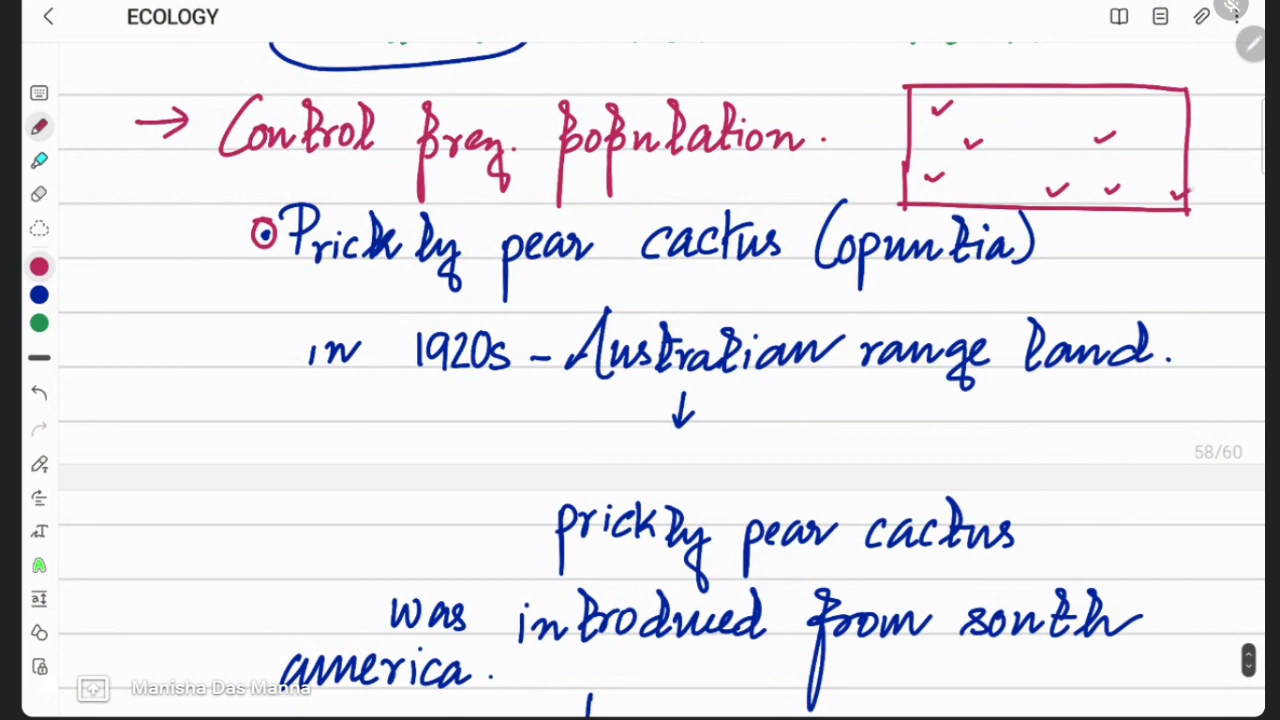 ECOLOGY
→ Control preq. population.
Prickly pear cactus (opuntia)
in 1920s - Australian range land.
↓
58/60
prickly pear cactus
was introduced from south
america.
Manisha Das Manna